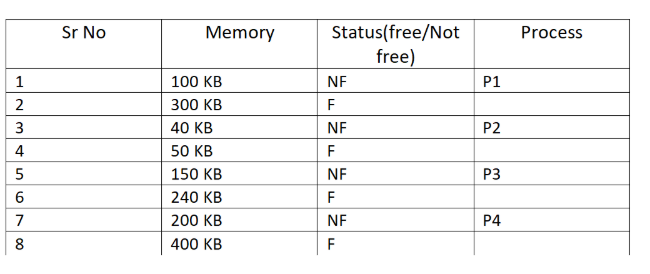 Sr No Memory Status(free/Not free) Process
1 100 KB NF P1
2 300 KB F
3 40 KB NF P2
4 50 KB F
5 150 KB NF P3
6 240 KB F
7 200 KB NF P4
8 400 KB F